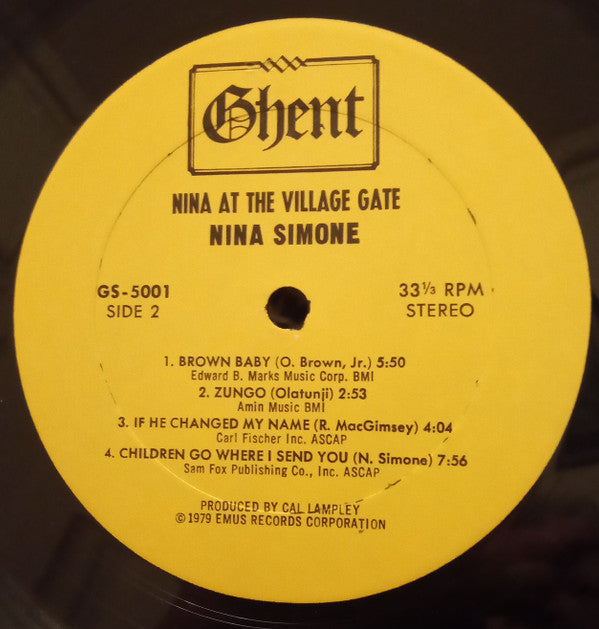 Ghent
NINA AT THE VILLAGE GATE
NINA SIMONE
GS-5001
SIDE 2
33⅓ RPM
STEREO
1. BROWN BABY (O. Brown, Jr.) 5:50
Edward B. Marks Music Corp. BMI
2. ZUNGO (Olatunji) 2:53
Amin Music BMI
3. IF HE CHANGED MY NAME (R. MacGimsey) 4:04
Carl Fischer Inc. ASCAP
4. CHILDREN GO WHERE I SEND YOU (N. Simone) 7:56
Sam Fox Publishing Co., Inc. ASCAP
PRODUCED BY CAL LAMPLEY
© 1979 EMUS RECORDS CORPORATION